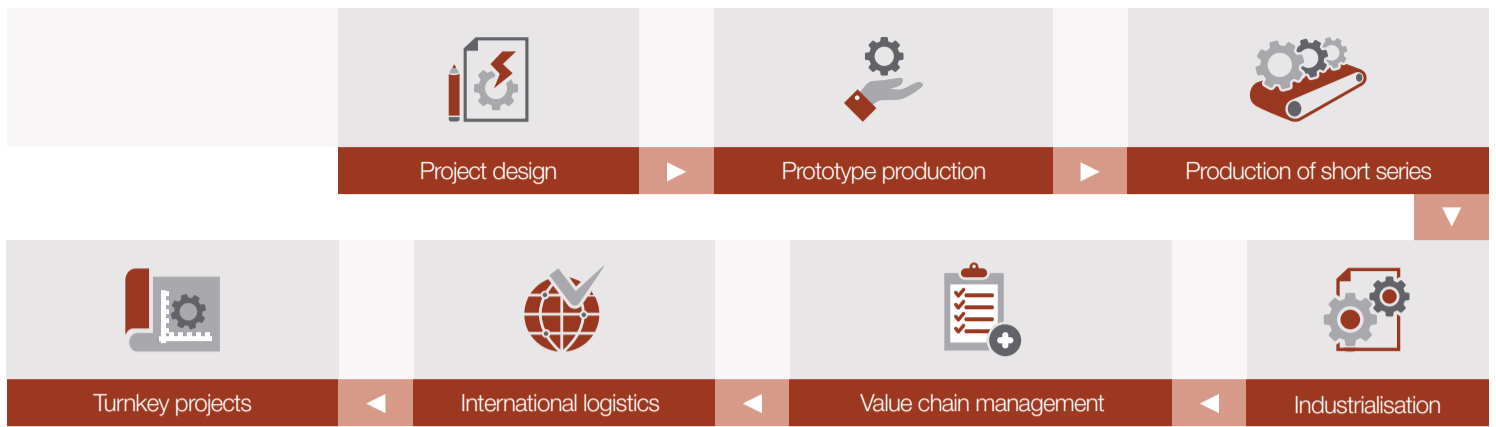 Project design
Prototype production
Production of short series
Turnkey projects
International logistics
Value chain management
Industrialisation